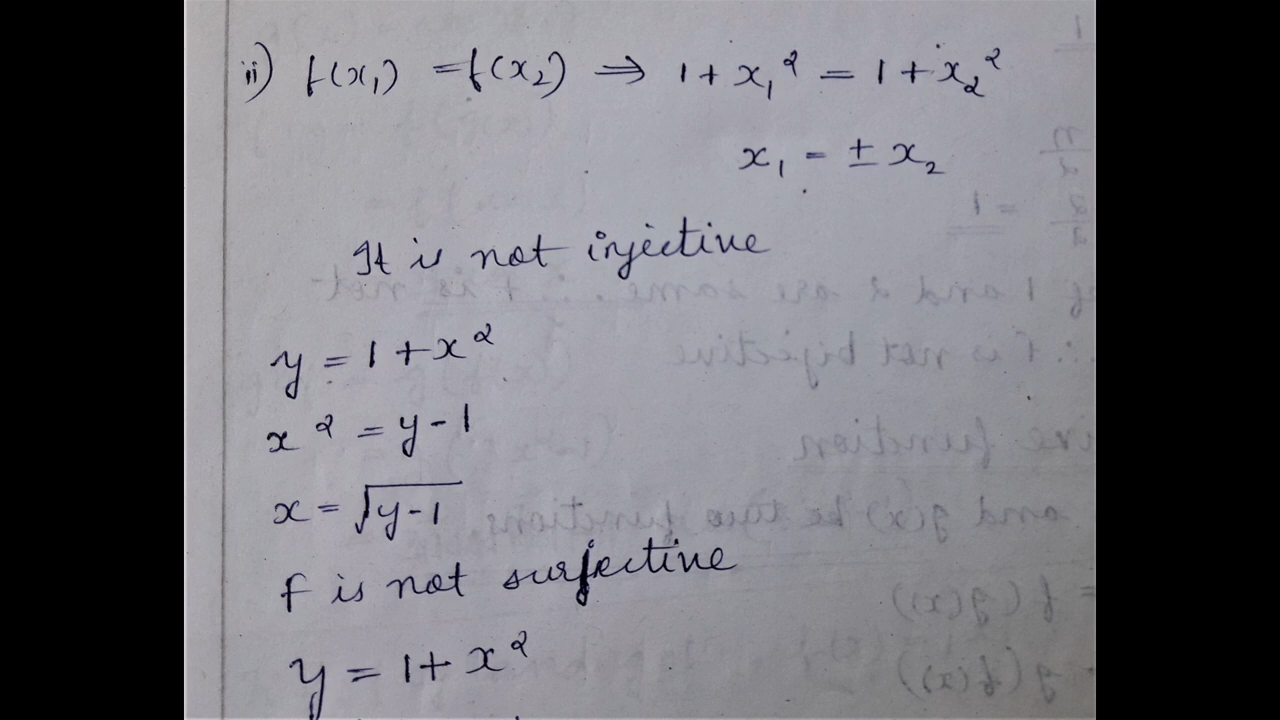 ii) f(x₁) = f(x₂) ⇒ 1 + x₁² = 1 + x₂²
x₁ = ± x₂
It is not injective
y = 1 + x²
x² = y - 1
x = √(y-1)
f is not surjective
y = 1 + x²